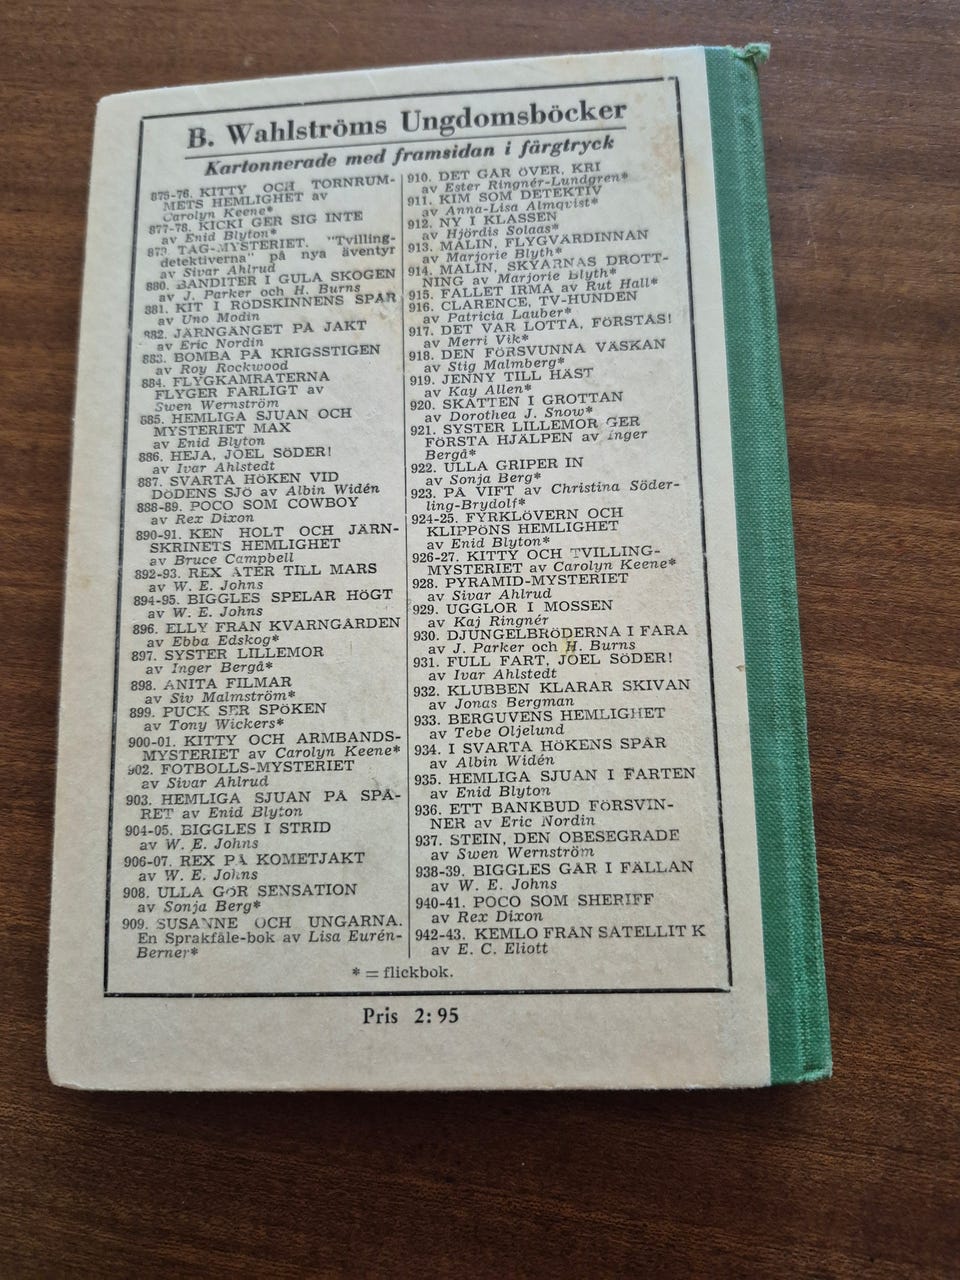 B. Wahlströms Ungdomsböcker
Kartonnerade med framsidan i färgtryck
875-76. KITTY OCH TORNRUM-
METS HEMLIGHET av
Carolyn Keene*
877-78. KICKI GER SIG INTE
av Enid Blyton*
879. TÅG-MYSTERIET. "Tvilling-
detektiverna" på nya äventyr
av Sivar Ahlrud
880. BANDITER I GULA SKOGEN
av J. Parker och H. Burns
881. KIT I RÖDSKINNENS SPÅR
av Uno Modin
882. JÄRNGÄNGET PÅ JAKT
av Eric Nordin
883. BOMBA PÅ KRIGSSTIGEN
av Roy Rockwood
884. FLYGKAMRATERNA
FLYGER FARLIGT av
Swen Wernström
885. HEMLIGA SJUAN OCH
MYSTERIET MAX
av Enid Blyton
886. HEJA, JOEL SÖDER!
av Ivar Ahlstedt
887. SVARTA HÖKEN VID
DÖDENS SJÖ av Albin Widén
888-89. POCO SOM COWBOY
av Rex Dixon
890-91. KEN HOLT OCH JÄRN-
SKRINETS HEMLIGHET
av Bruce Campbell
892-93. REX ÅTER TILL MARS
av W. E. Johns
894-95. BIGGLES SPELAR HÖGT
av W. E. Johns
896. ELLY FRÅN KVARNGÅRDEN
av Ebba Edskog*
897. SYSTER LILLEMOR
av Inger Bergå*
898. ANITA FILMAR
av Siv Malmström*
899. PUCK SER SPÖKEN
av Tony Wickers*
900-01. KITTY OCH ARMBANDS-
MYSTERIET av Carolyn Keene*
902. FOTBOLLS-MYSTERIET
av Sivar Ahlrud
903. HEMLIGA SJUAN PÅ SPÅ-
RET av Enid Blyton
904-05. BIGGLES I STRID
av W. E. Johns
906-07. REX PÅ KOMETJAKT
av W. E. Johns
908. ULLA GÖR SENSATION
av Sonja Berg*
909. SUSANNE OCH UNGARNA.
En Språkfåle-bok av Lisa Eurén-
Berner*
910. DET GÅR ÖVER, KRI
av Ester Ringnér-Lundgren*
911. KIM SOM DETEKTIV
av Anna-Lisa Almqvist*
912. NY I KLASSEN
av Hjördis Solaas*
913. MALIN, FLYGVÄRDINNAN
av Marjorie Blyth*
914. MALIN, SKYARNAS DROTT-
NING av Marjorie Blyth*
915. FALLET IRMA av Rut Hall*
916. CLARENCE, TV-HUNDEN
av Patricia Lauber*
917. DET VAR LOTTA, FÖRSTÅS!
av Merri Vik*
918. DEN FÖRSVUNNA VÄSKAN
av Stig Malmberg*
919. JENNY TILL HÄST
av Kay Allen*
920. SKATTEN I GROTTAN
av Dorothea J. Snow*
921. SYSTER LILLEMOR GER
FÖRSTA HJÄLPEN av Inger
Bergå*
922. ULLA GRIPER IN
av Sonja Berg*
923. PÅ VIFT av Christina Söder-
ling-Brydolf*
924-25. FYRKLÖVERN OCH
KLIPPÖNS HEMLIGHET
av Enid Blyton*
926-27. KITTY OCH TVILLING-
MYSTERIET av Carolyn Keene*
928. PYRAMID-MYSTERIET
av Sivar Ahlrud
929. UGGLOR I MOSSEN
av Kaj Ringnér
930. DJUNGELBRÖDERNA I FARA
av J. Parker och H. Burns
931. FULL FART, JOEL SÖDER!
av Ivar Ahlstedt
932. KLUBBEN KLARAR SKIVAN
av Jonas Bergman
933. BERGUVENS HEMLIGHET
av Tebe Oljelund
934. I SVARTA HÖKENS SPÅR
av Albin Widén
935. HEMLIGA SJUAN I FARTEN
av Enid Blyton
936. ETT BANKBUD FÖRSVIN-
NER av Eric Nordin
937. STEIN, DEN OBESEGRADE
av Swen Wernström
938-39. BIGGLES GÅR I FÄLLAN
av W. E. Johns
940-41. POCO SOM SHERIFF
av Rex Dixon
942-43. KEMLO FRÅN SATELLIT K
av E. C. Eliott
* = flickbok.
Pris 2: 95